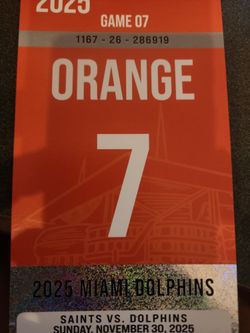 2025
GAME 07
1167 - 26 - 286919
ORANGE
7
2025 MIAMI DOLPHINS
SAINTS VS. DOLPHINS
SUNDAY, NOVEMBER 30, 2025